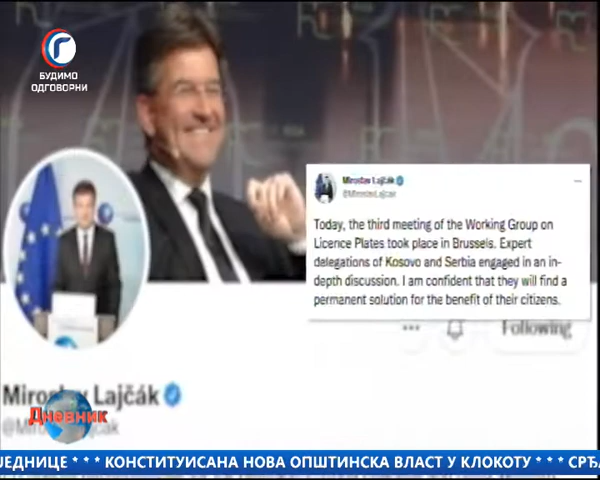 БУДИМО
ОДГОВОРНИ
Miroslav Lajčák
@MiroslavLajcak
Today, the third meeting of the Working Group on
Licence Plates took place in Brussels. Expert
delegations of Kosovo and Serbia engaged in an in-
depth discussion. I am confident that they will find a
permanent solution for the benefit of their citizens.
Following
Miroslav Lajčák
Дневник
ЈЕДНИЦЕ * * * КОНСТИТУИСАНА НОВА ОПШТИНСКА ВЛАСТ У КЛОКОТУ * * * СРЂА